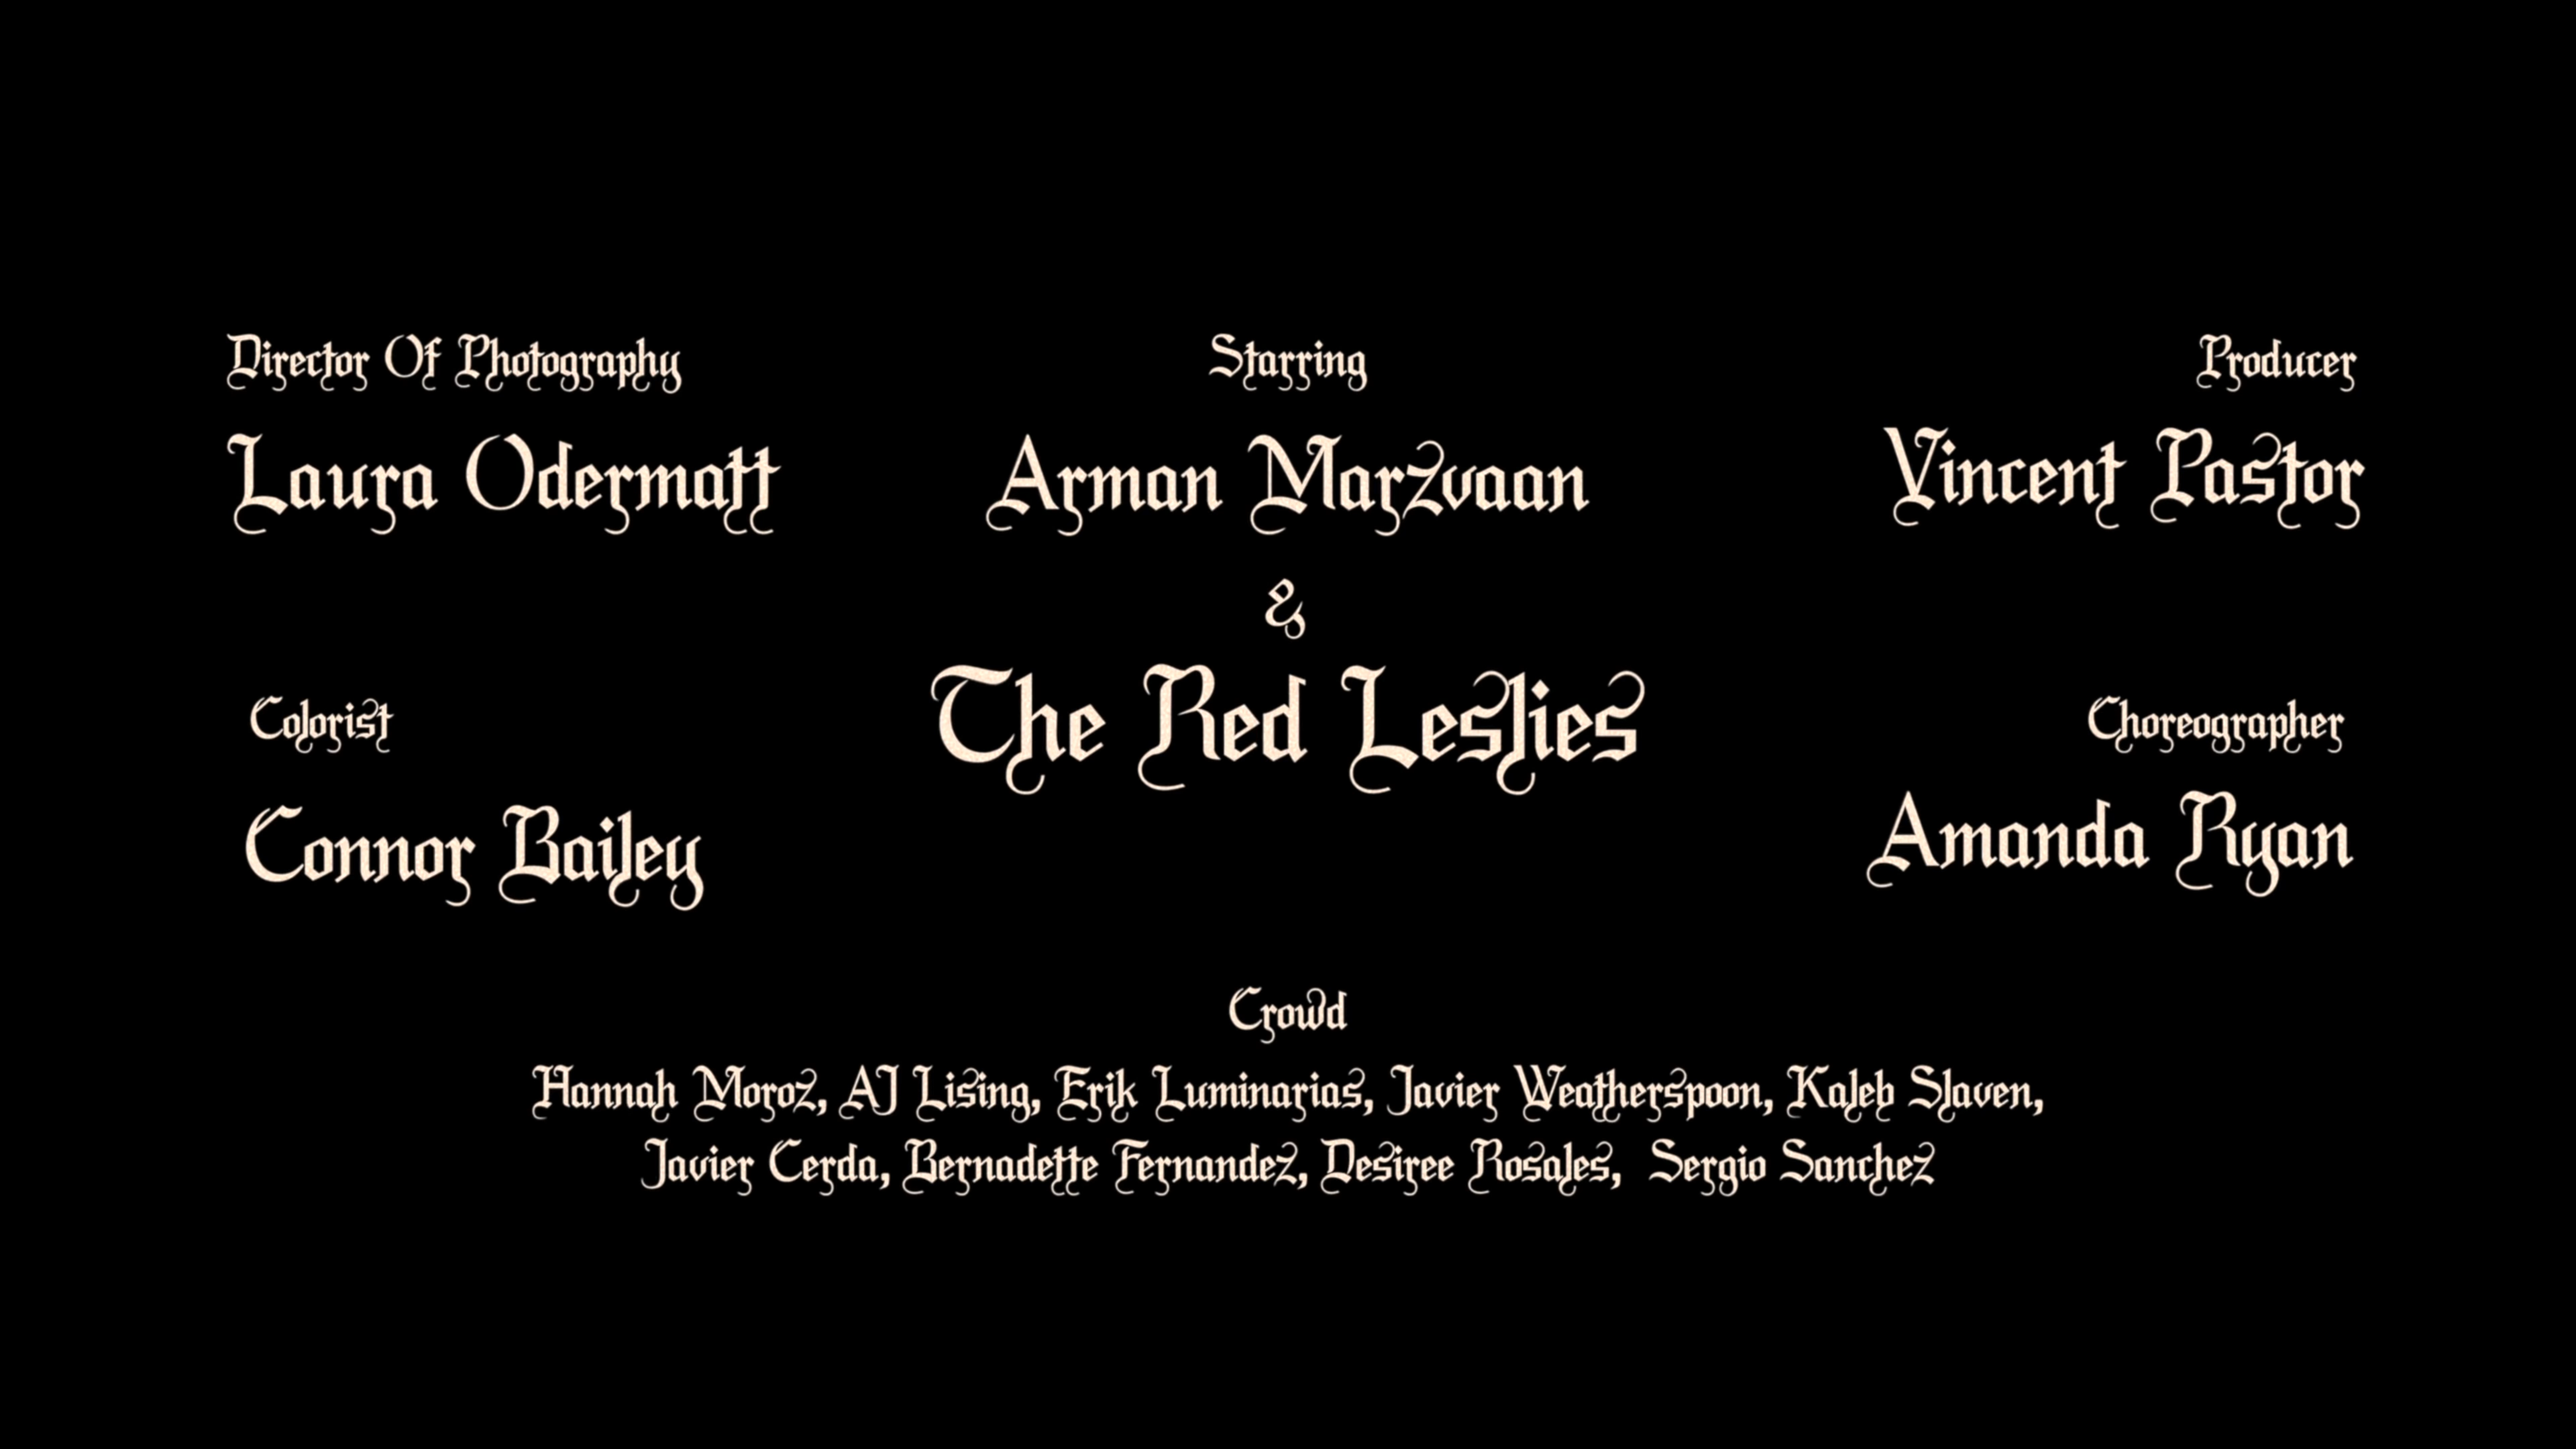 Director Of Photography
Laura Odermatt
Starring
Arman Marzvaan
&
The Red Leslies
Producer
Vincent Pastor
Colorist
Connor Bailey
Choreographer
Amanda Ryan
Crowd
Hannah Moroz, AJ Lising, Erik Luminarias, Javier Weatherspoon, Kaleb Slaven,
Javier Cerda, Bernadette Fernandez, Desiree Rosales, Sergio Sanchez